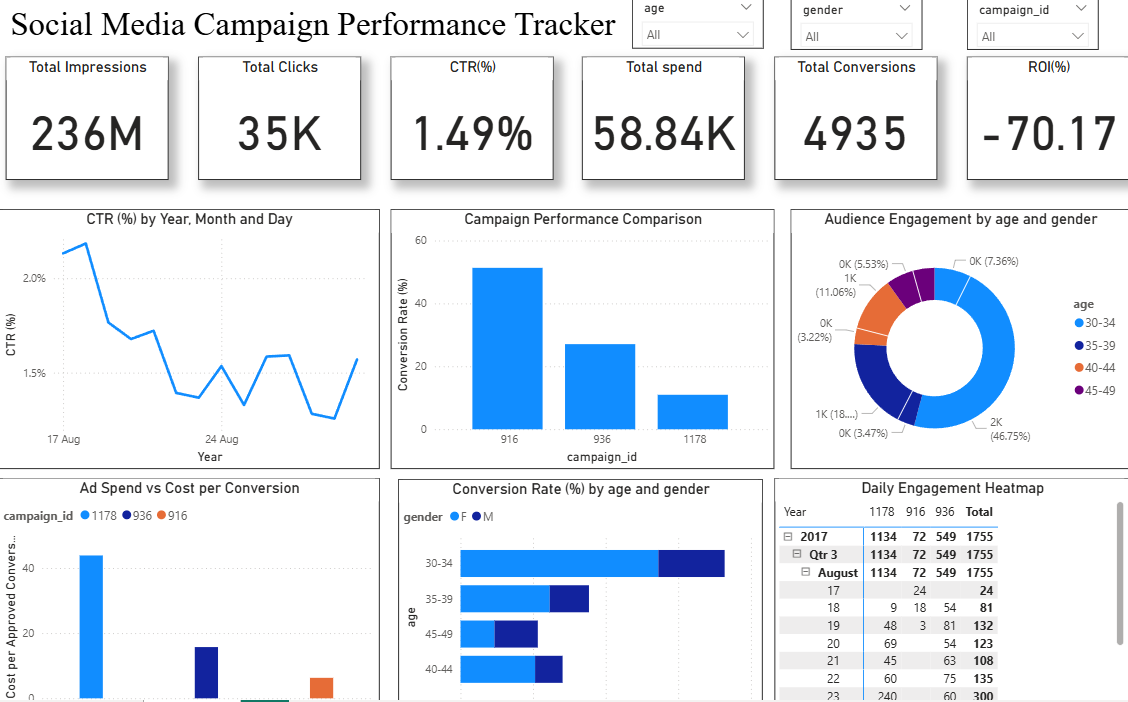 Social Media Campaign Performance Tracker
age
All
gender
All
campaign_id
All
Total Impressions
236M
Total Clicks
35K
CTR(%)
1.49%
Total spend
58.84K
Total Conversions
4935
ROI(%)
-70.17
CTR (%) by Year, Month and Day
CTR (%)
2.0%
1.5%
17 Aug
24 Aug
Year
Campaign Performance Comparison
Conversion Rate (%)
60
40
20
0
916
936
1178
campaign_id
Audience Engagement by age and gender
0K (5.53%)
0K (7.36%)
1K
(11.06%)
0K
(3.22%)
1K (18....)
0K (3.47%)
2K
(46.75%)
age
30-34
35-39
40-44
45-49
Ad Spend vs Cost per Conversion
campaign_id 1178 936 916
Cost per Approved Convers...
40
20
0
Conversion Rate (%) by age and gender
gender F M
age
30-34
35-39
45-49
40-44
Daily Engagement Heatmap
Year 1178 916 936 Total
2017 1134 72 549 1755
Qtr 3 1134 72 549 1755
August 1134 72 549 1755
17 24 24
18 9 18 54 81
19 48 3 81 132
20 69 54 123
21 45 63 108
22 60 75 135
23 240 60 300